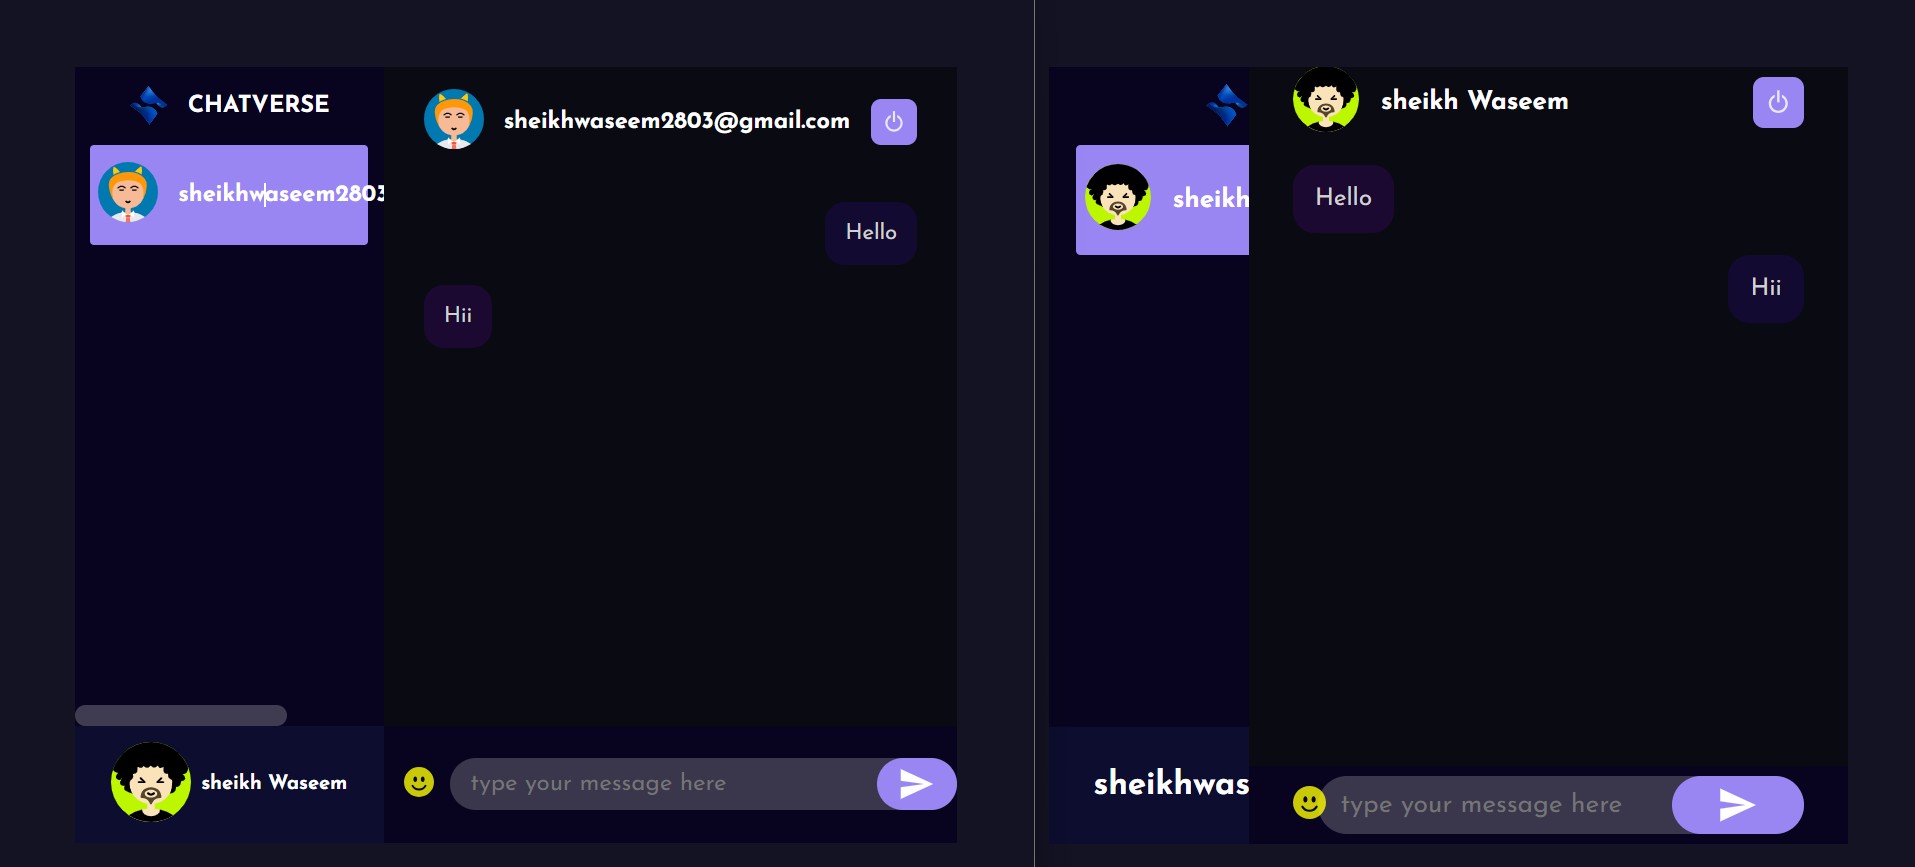 CHATVERSE
sheikhwaseem2803@gmail.com
sheikhwaseem2803
Hello
Hii
sheikh Waseem
type your message here
sheikh Waseem
sheikh
Hello
Hii
sheikhwas
type your message here